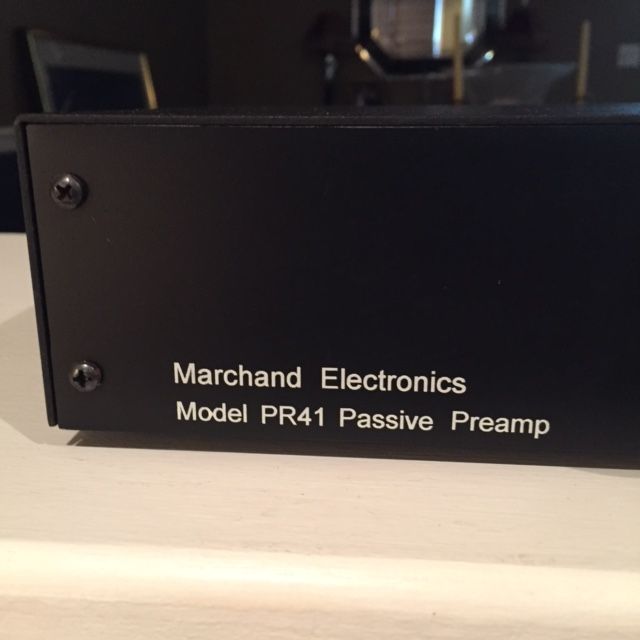 Marchand Electronics
Model PR41 Passive Preamp